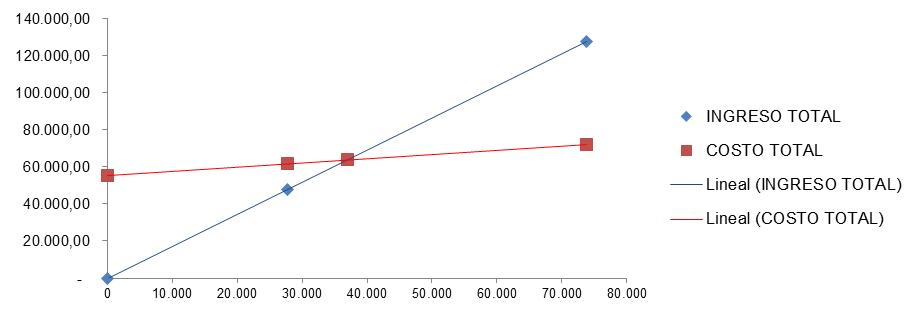 140.000,00
120.000,00
100.000,00
80.000,00
60.000,00
40.000,00
20.000,00
-
0 10.000 20.000 30.000 40.000 50.000 60.000 70.000 80.000
INGRESO TOTAL
COSTO TOTAL
Lineal (INGRESO TOTAL)
Lineal (COSTO TOTAL)